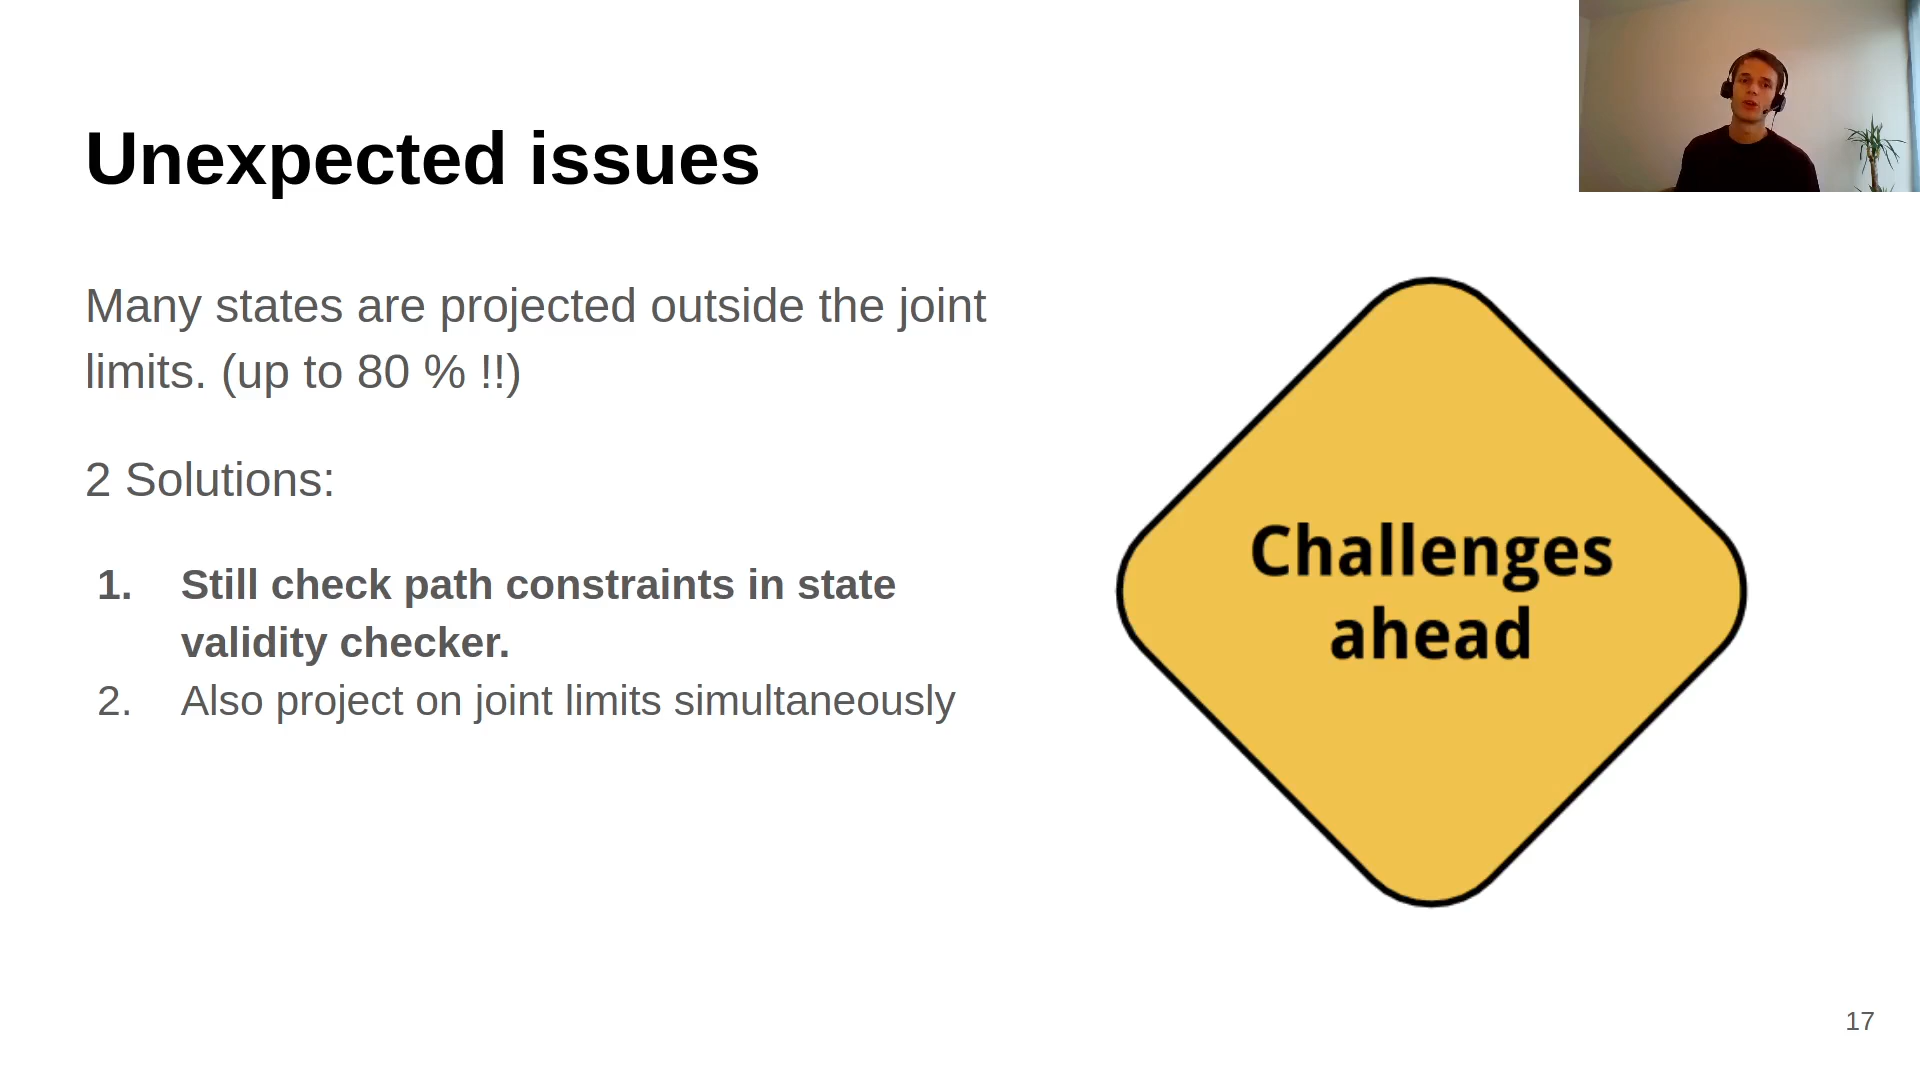 Unexpected issues
Many states are projected outside the joint
limits. (up to 80 % !!)
2 Solutions:
1. Still check path constraints in state
validity checker.
2. Also project on joint limits simultaneously
Challenges
ahead
17